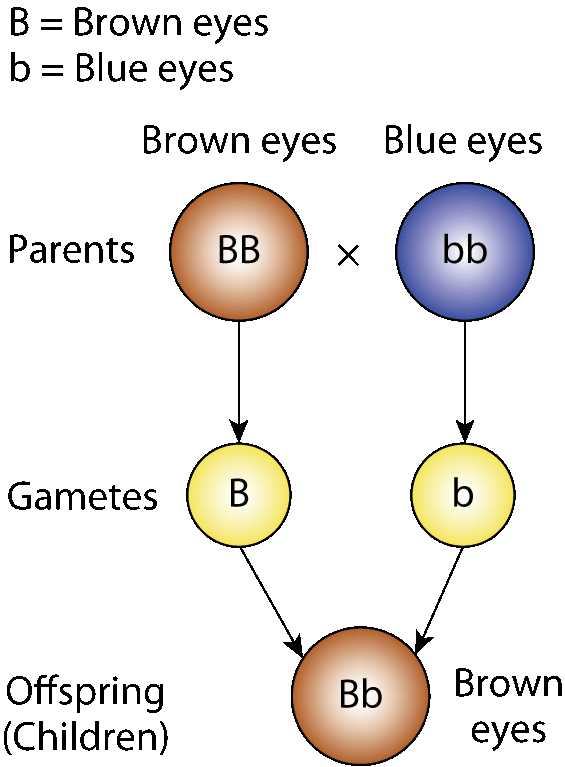 B = Brown eyes
b = Blue eyes
Brown eyes
Blue eyes
Parents
BB
×
bb
Gametes
B
b
Offspring
(Children)
Bb
Brown
eyes